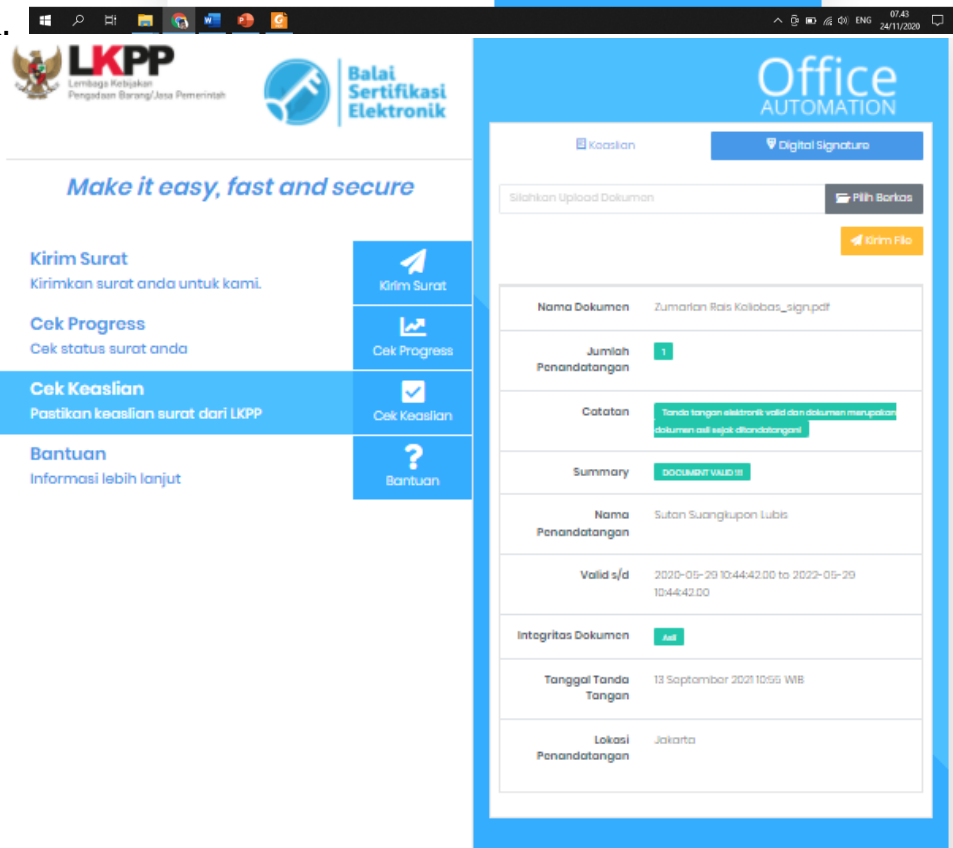 ENG
07.43
24/11/2020
LKPP
Lembaga Kebijakan
Pengadaan Barang/Jasa Pemerintah
Balai
Sertifikasi
Elektronik
Make it easy, fast and secure
Kirim Surat
Kirimkan surat anda untuk kami.
Kirim Surat
Cek Progress
Cek status surat anda
Cek Progress
Cek Keaslian
Pastikan keaslian surat dari LKPP
Cek Keaslian
Bantuan
Informasi lebih lanjut
Bantuan
Office
AUTOMATION
Keaslian
Digital Signature
Silahkan Upload Dokumen
Pilih Berkas
Kirim File
Nama Dokumen
Zumarlan Rais Koliobas_sign.pdf
Jumlah
Penandatangan
1
Catatan
Tanda tangan elektronik valid dan dokumen merupakan
dokumen asli sejak ditandatangani
Summary
DOCUMENT VALID !!!
Nama
Penandatangan
Sutan Suangkupon Lubis
Valid s/d
2020-05-29 10:44:42.00 to 2022-05-29
10:44:42.00
Integritas Dokumen
Asli
Tanggal Tanda
Tangan
13 September 2021 10:55 WIB
Lokasi
Penandatangan
Jakarta